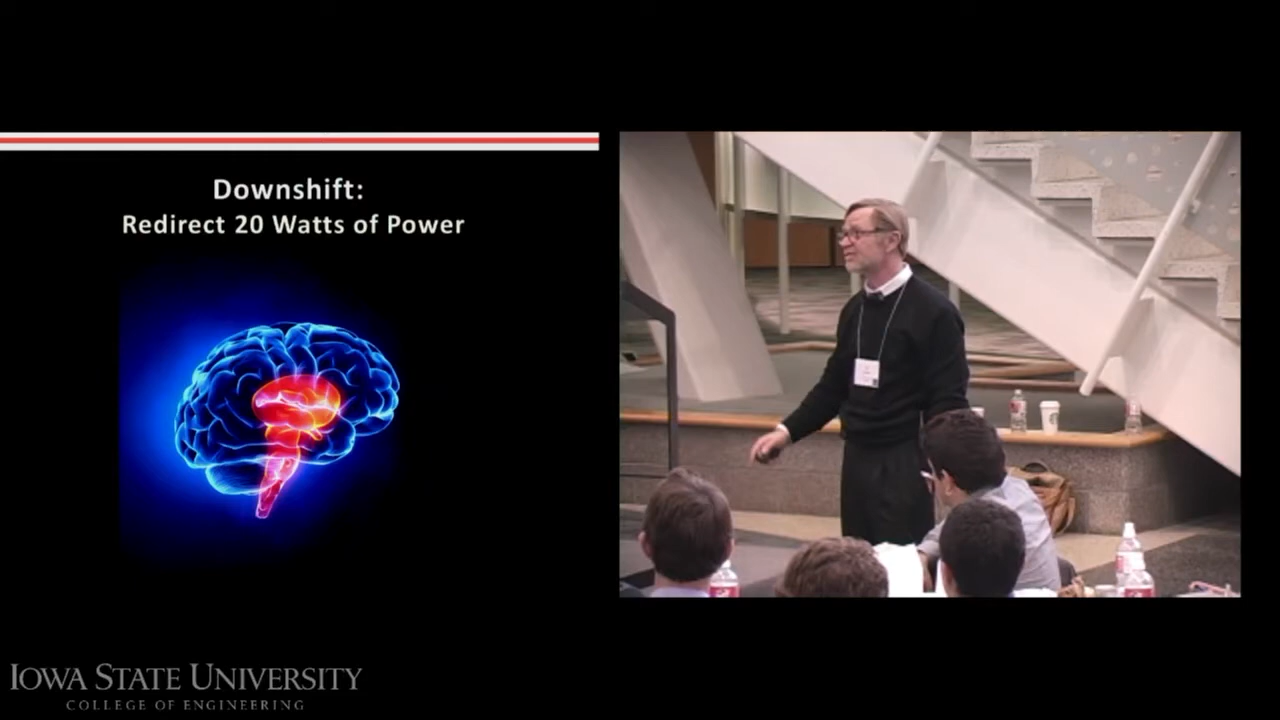 Downshift:
Redirect 20 Watts of Power
IOWA STATE UNIVERSITY
COLLEGE OF ENGINEERING